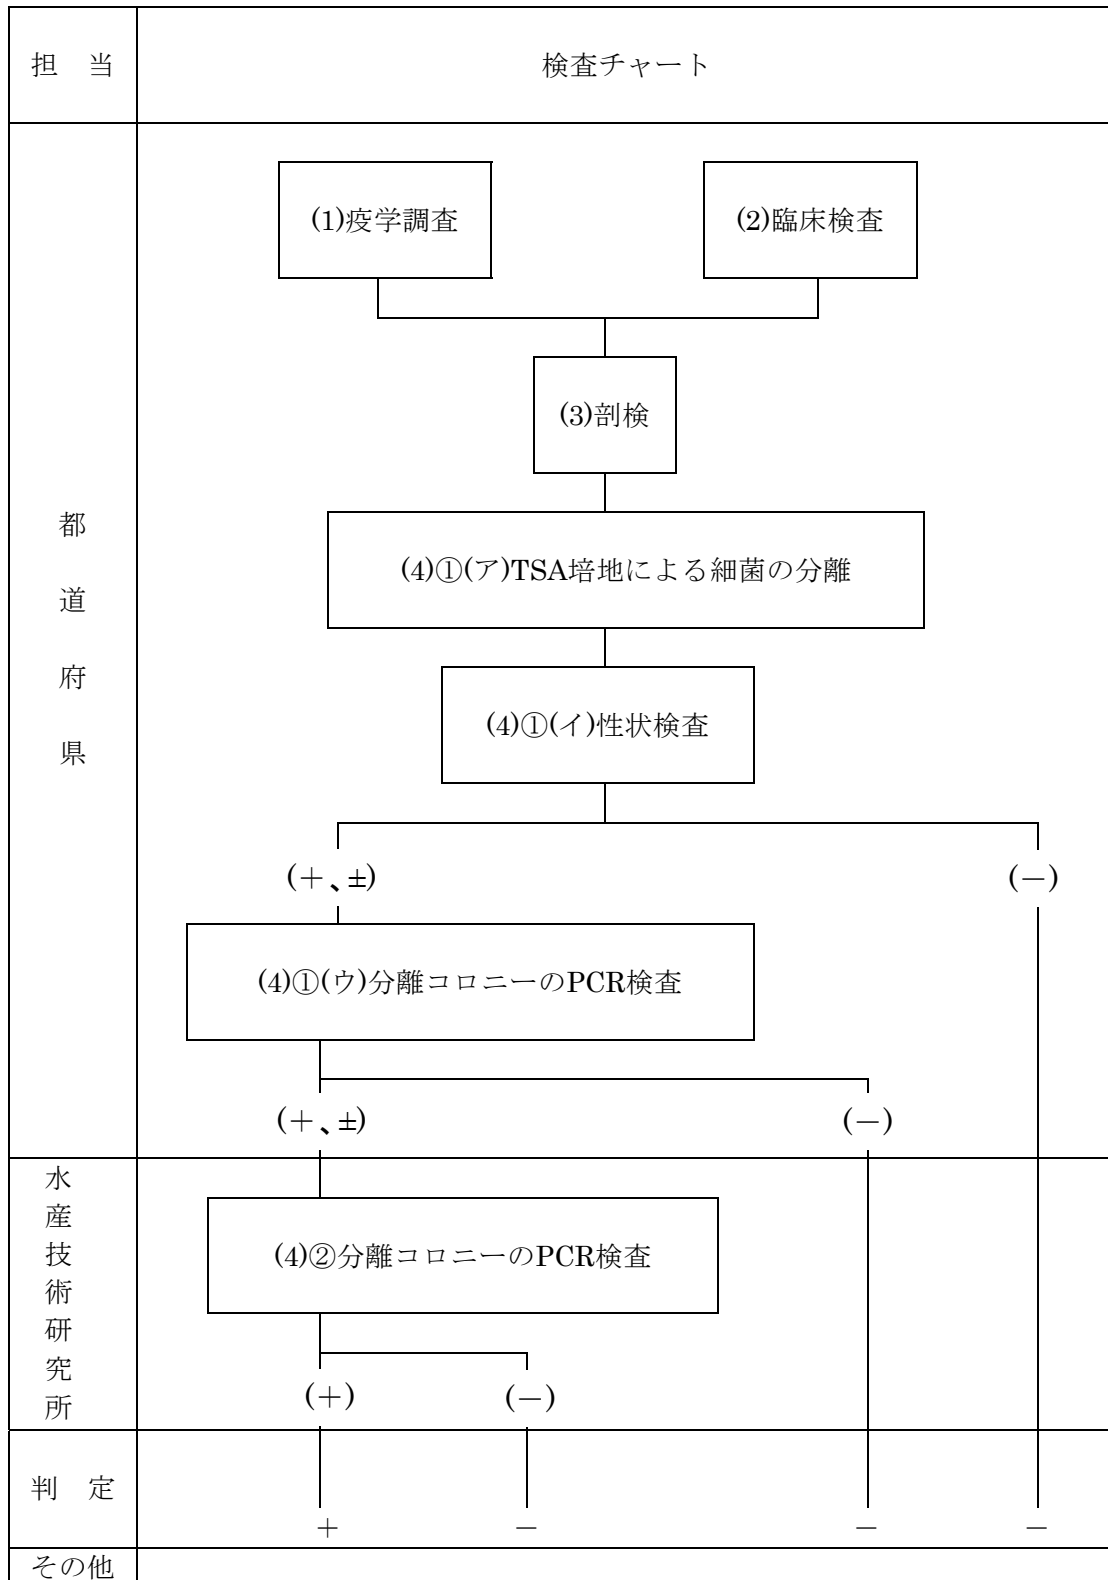 担　当
検査チャート
都道府県
(1)疫学調査
(2)臨床検査
(3)剖検
(4)①(ア)TSA培地による細菌の分離
(4)①(イ)性状検査
(＋、±)
(－)
(4)①(ウ)分離コロニーのPCR検査
(＋、±)
(－)
水産技術研究所
(4)②分離コロニーのPCR検査
(＋)
(－)
判　定
＋
－
－
－
その他